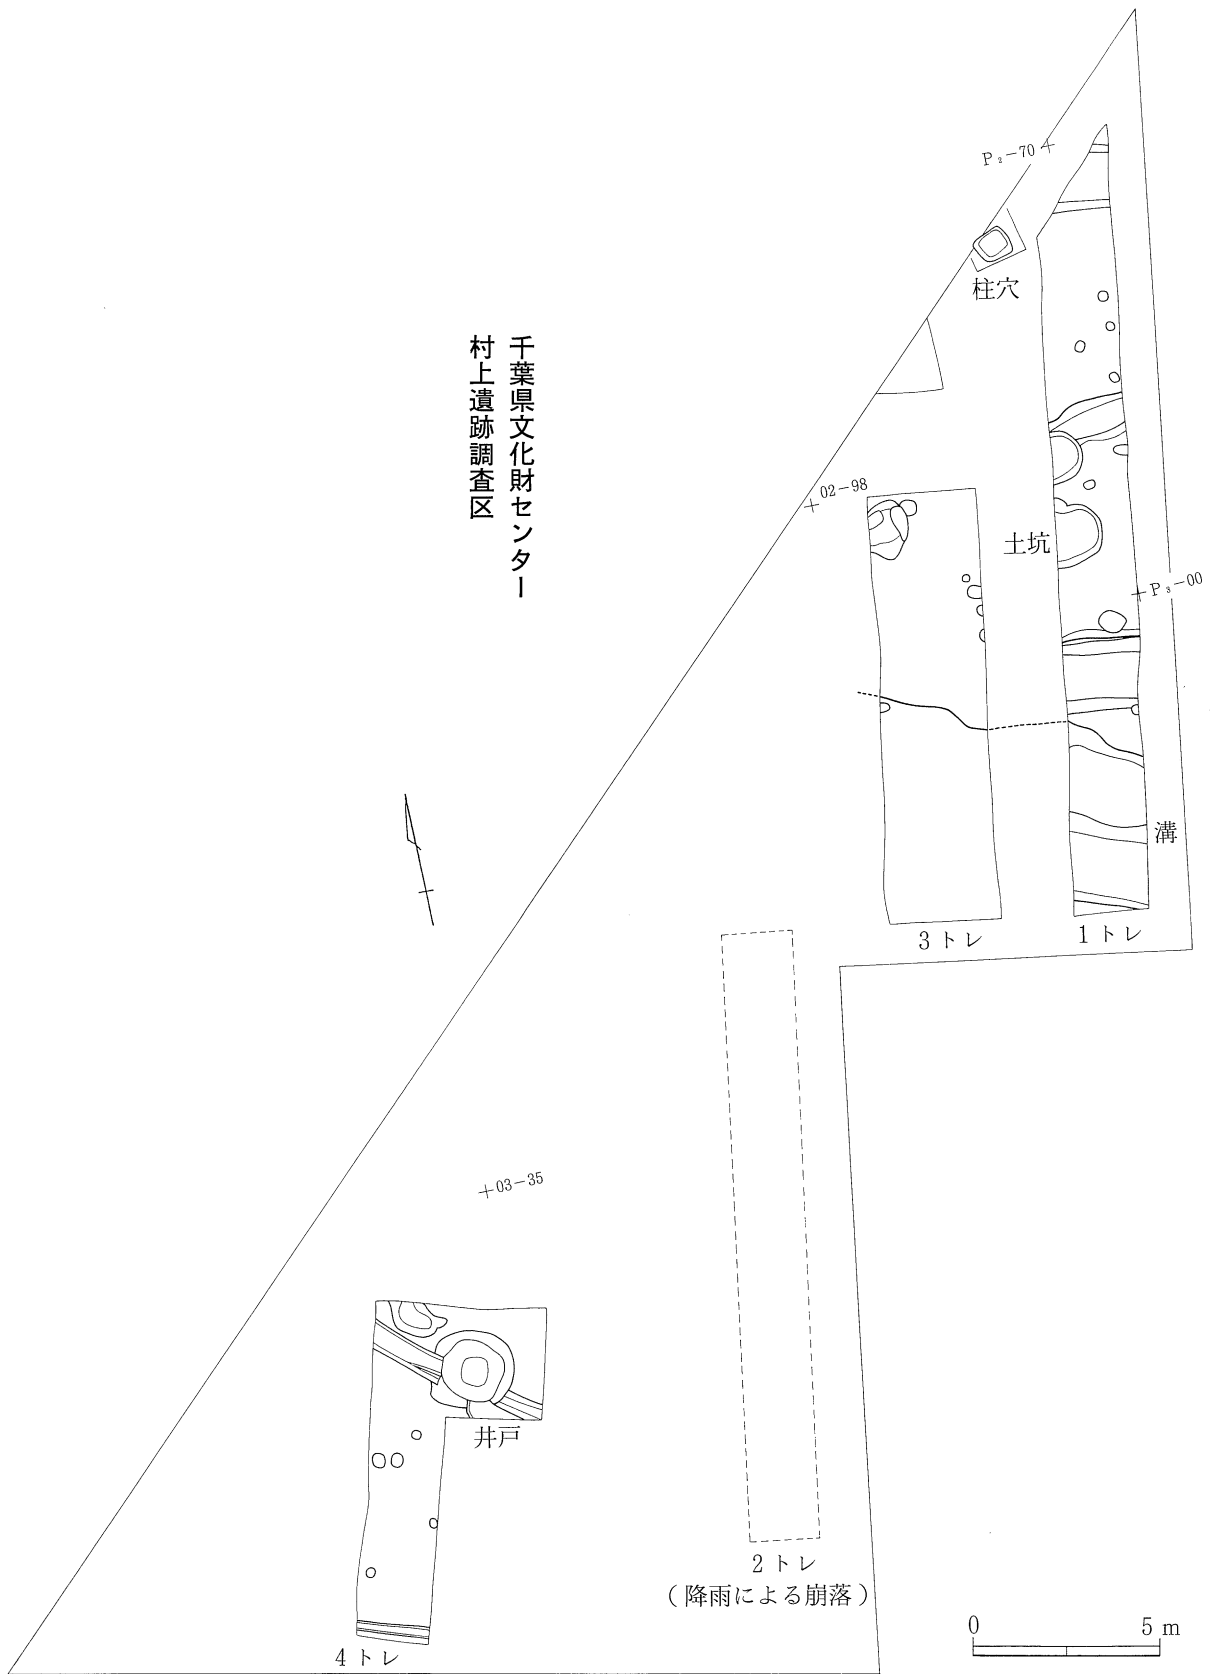 P₂－70
柱穴
千葉県文化財センター
村上遺跡調査区
02－98
土坑
P₃－00
溝
3トレ
1トレ
03－35
井戸
2トレ
（降雨による崩落）
4トレ
0 5 m